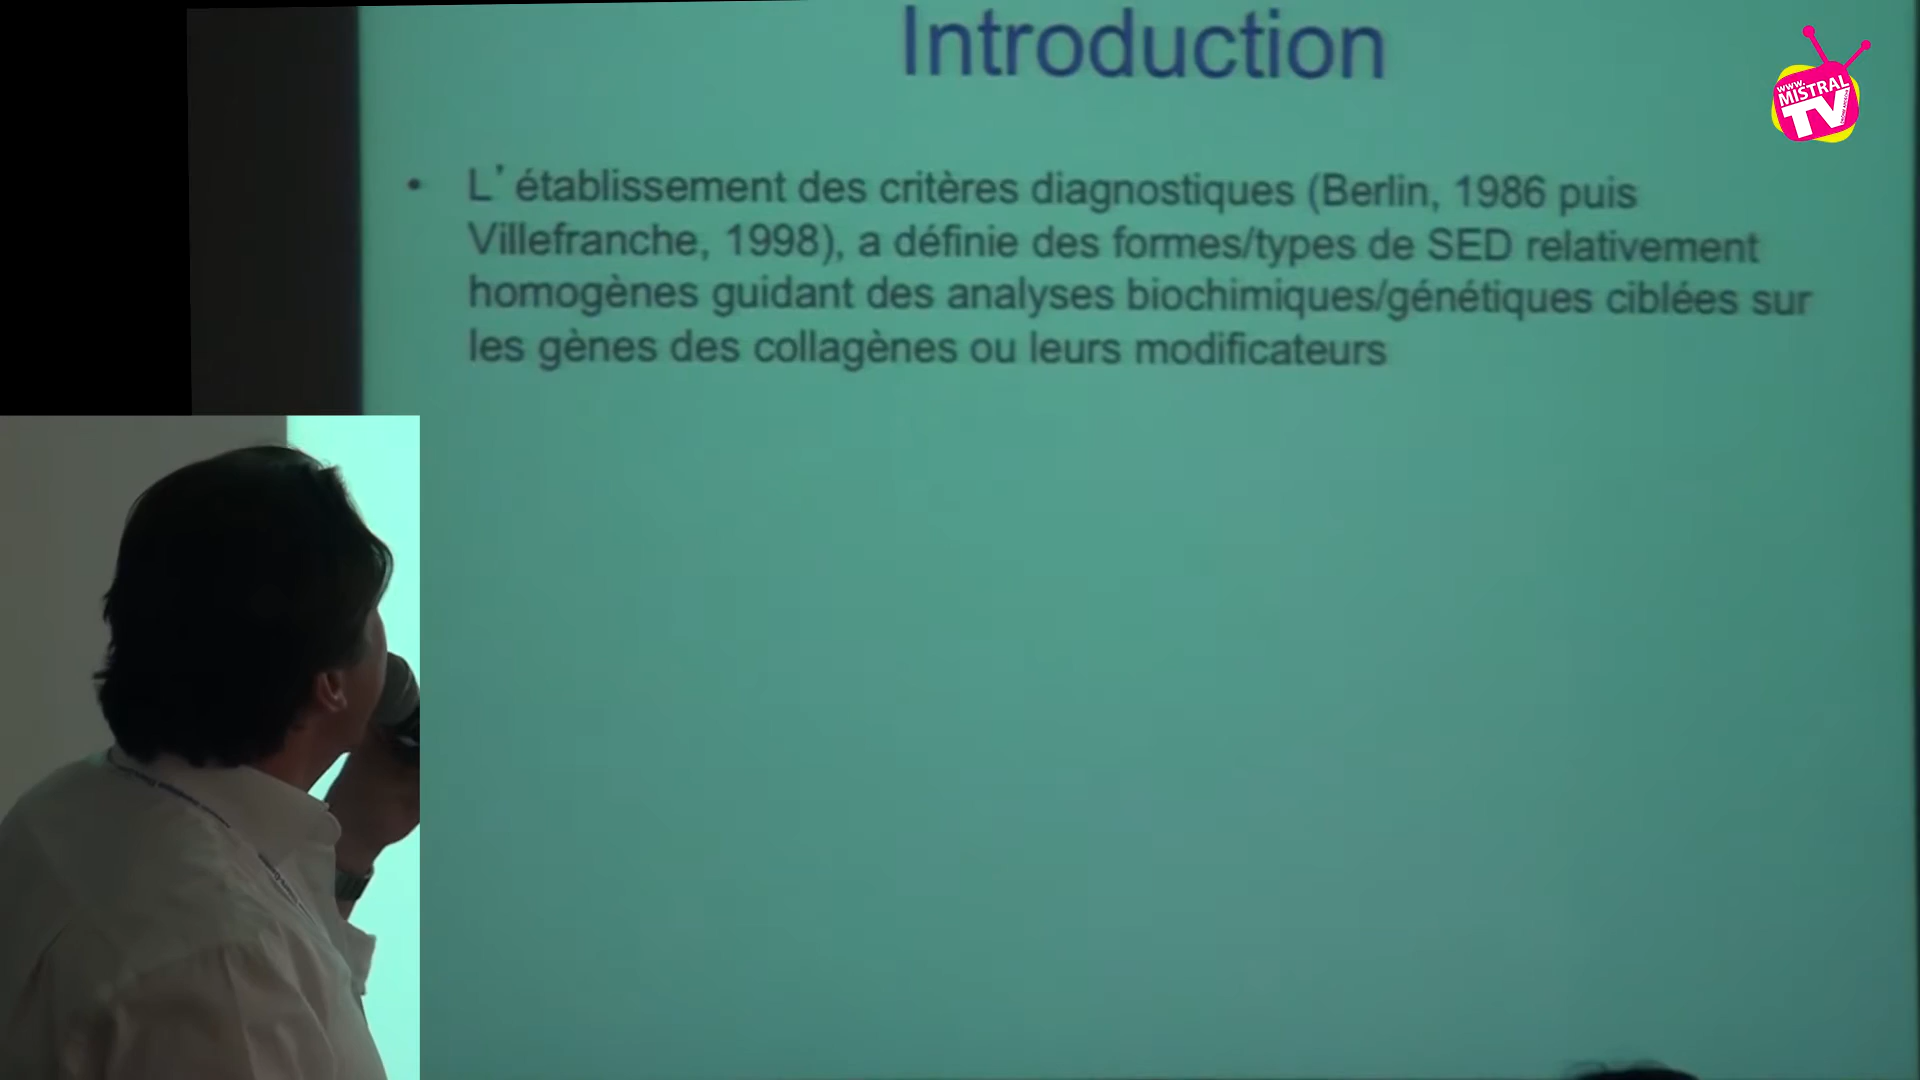 Introduction
• L'établissement des critères diagnostiques (Berlin, 1986 puis
Villefranche, 1998), a définie des formes/types de SED relativement
homogènes guidant des analyses biochimiques/génétiques ciblées sur
les gènes des collagènes ou leurs modificateurs
www.
MISTRAL
TV